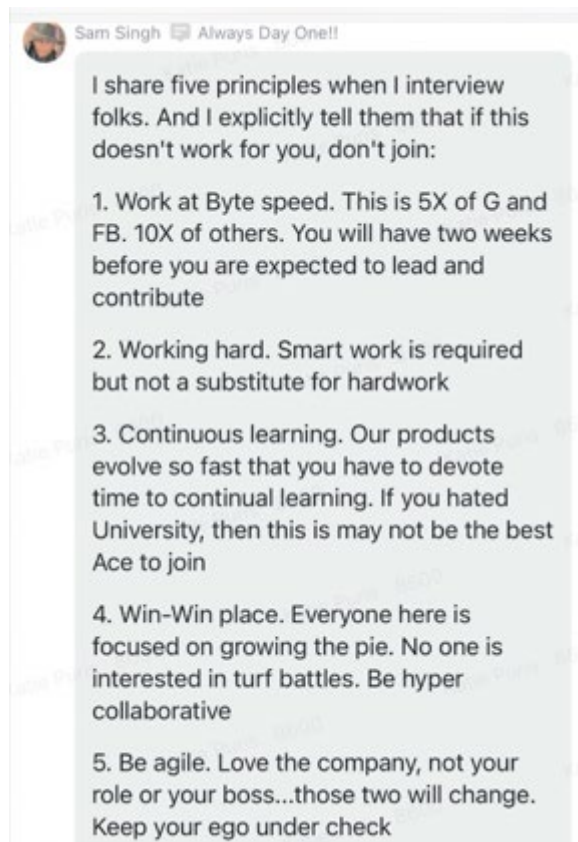 Sam Singh Always Day One!!
I share five principles when I interview
folks. And I explicitly tell them that if this
doesn't work for you, don't join:
1. Work at Byte speed. This is 5X of G and
FB. 10X of others. You will have two weeks
before you are expected to lead and
contribute
2. Working hard. Smart work is required
but not a substitute for hardwork
3. Continuous learning. Our products
evolve so fast that you have to devote
time to continual learning. If you hated
University, then this is may not be the best
Ace to join
4. Win-Win place. Everyone here is
focused on growing the pie. No one is
interested in turf battles. Be hyper
collaborative
5. Be agile. Love the company, not your
role or your boss...those two will change.
Keep your ego under check